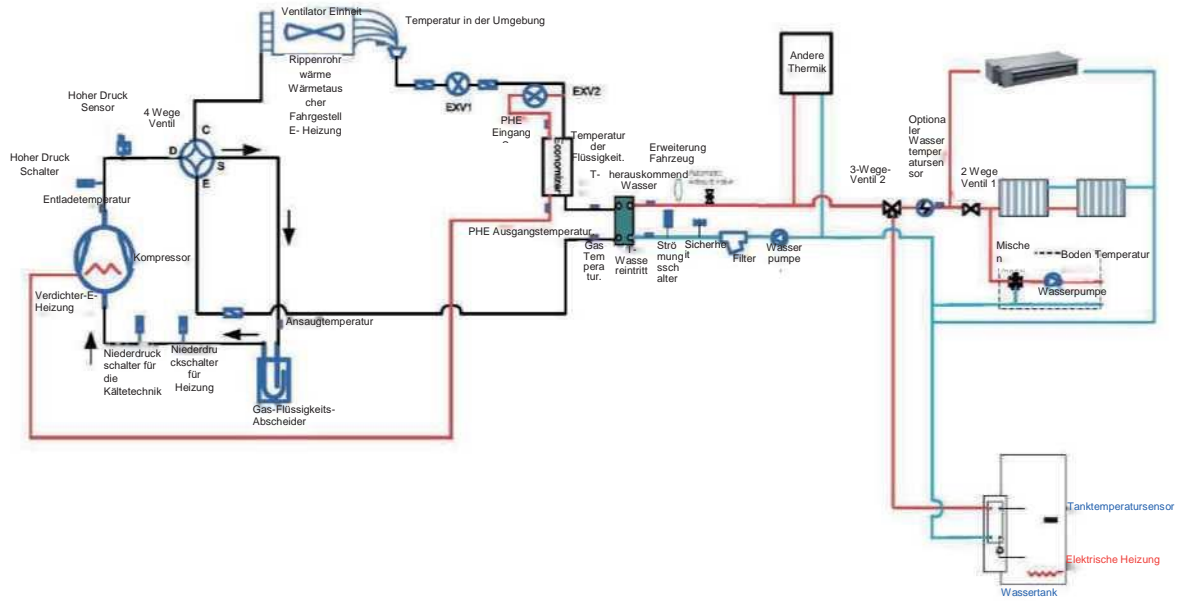 Ventilator Einheit
Temperatur in der Umgebung
Rippenrohr
wärme
Wärmetaus
cher
Fahrgestell
E- Heizung
Hoher Druck
Sensor
4 Wege
Ventil
C
D
S
E
Hoher Druck
Schalter
Entladetemperatur
Kompressor
Verdichter-E-
Heizung
Niederdruck
schalter für
die
Kältetechnik
Niederdru
ckschalter
für
Heizung
Ansaugtemperatur
Gas-Flüssigkeits-
Abscheider
EXV1
EXV2
PHE
Eingang
Economizer
Temperatur
der
Flüssigkeit.
T-
herauskommend
Wasser
PHE Ausgangstemperatur
Gas
Tem
pera
tur.
Wasse
reintritt
Erweiterung
Fahrzeug
Strö
mungssch
alter
Sicherhe
it
Filter
Wasser
pumpe
Andere
Thermik
3-Wege-
Ventil 2
Optiona
ler
Wasser
temper
atursen
sor
2 Wege
Ventil 1
Mische
n
Boden Temperatur
Wasserpumpe
Tanktemperatursensor
Elektrische Heizung
Wassertank